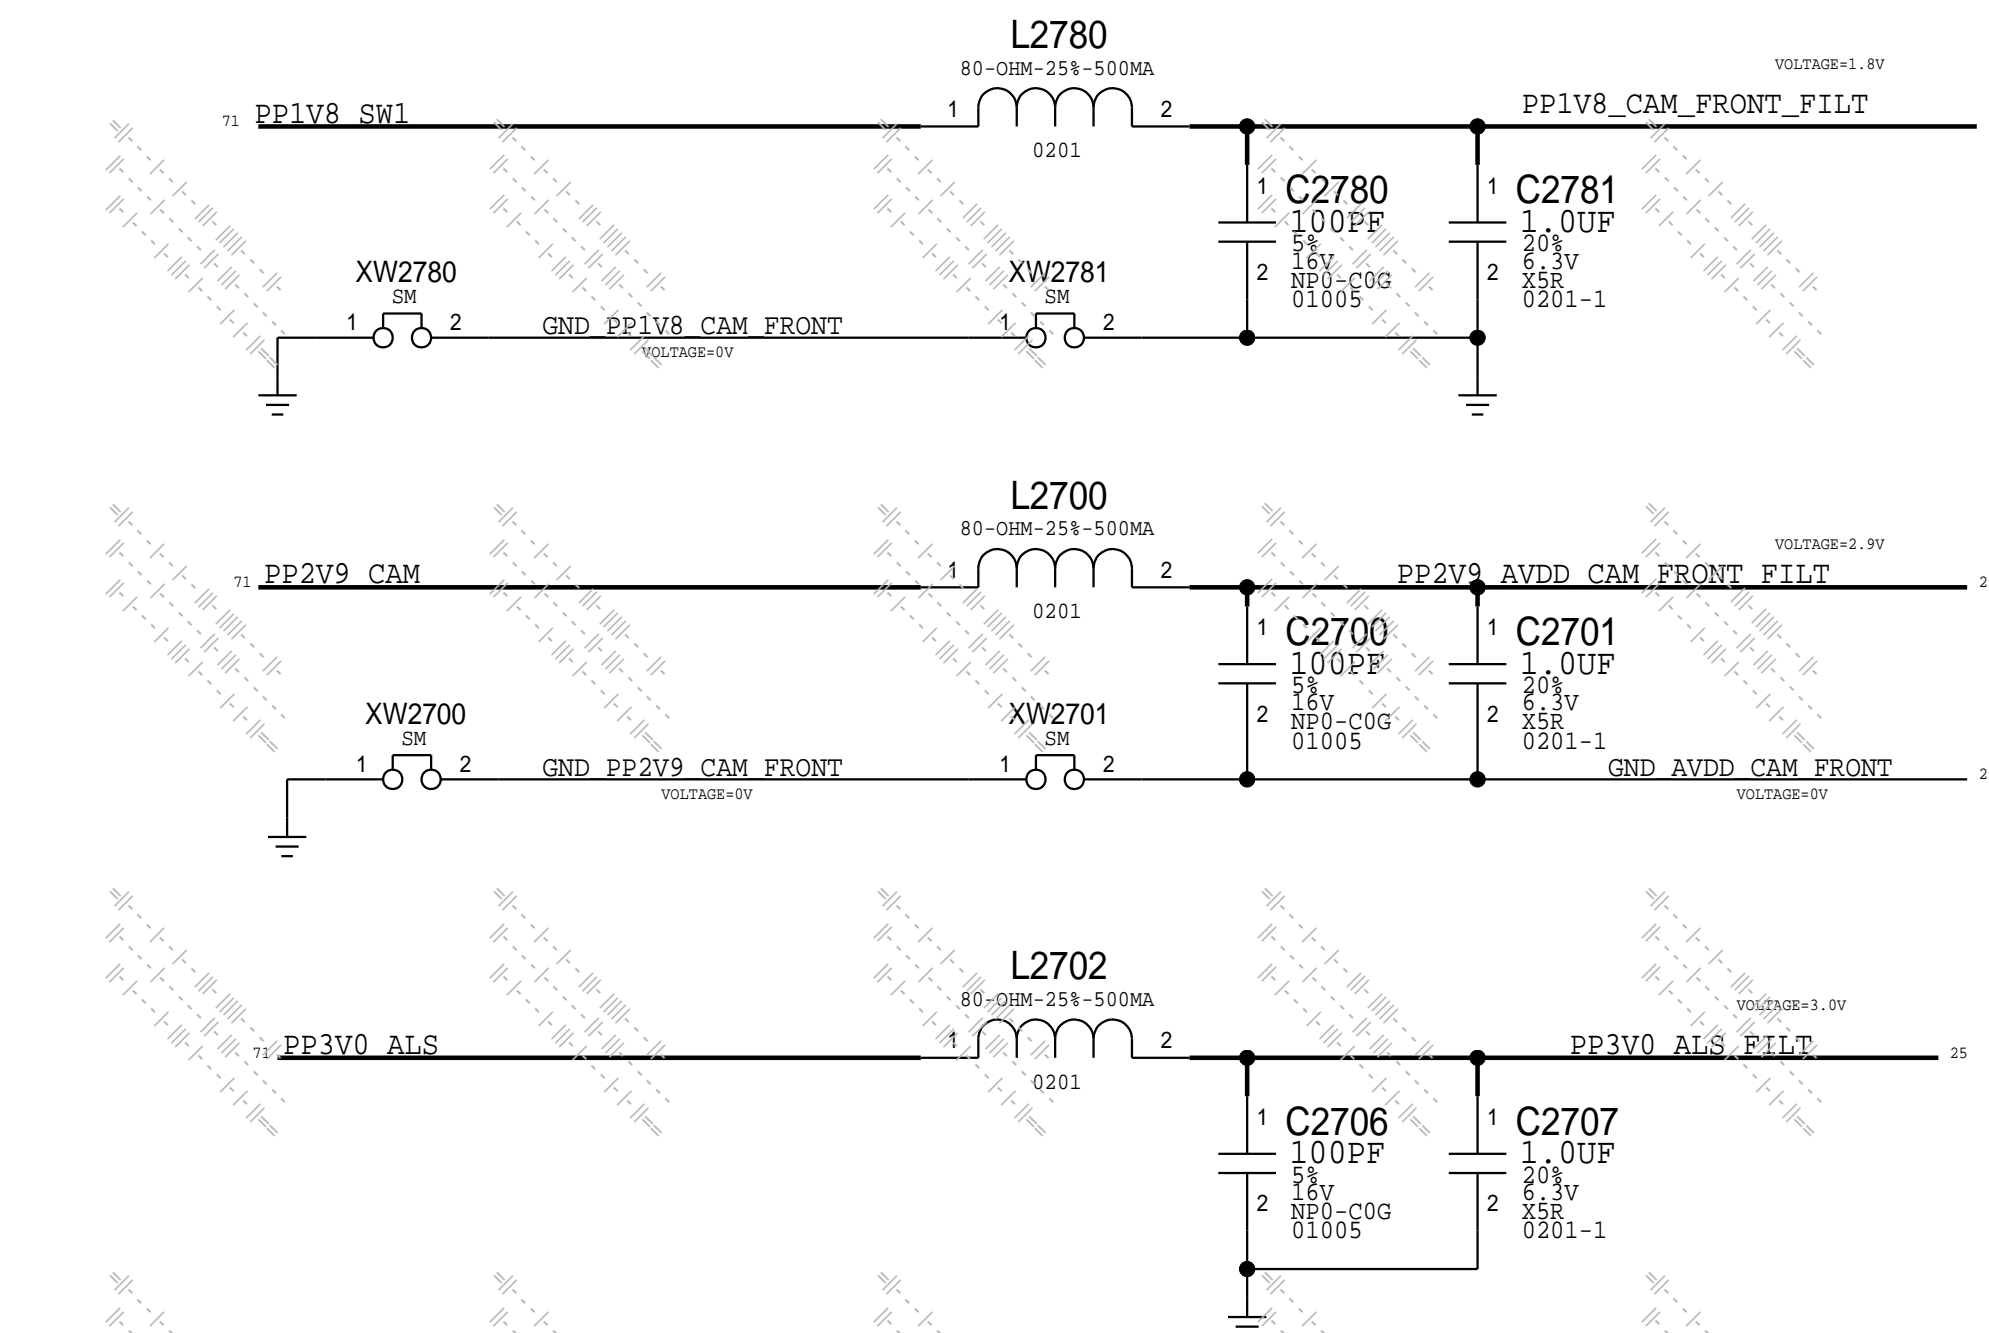 L2780
80-OHM-25%-500MA
VOLTAGE=1.8V
71 PP1V8_SW1 1 2 PP1V8_CAM_FRONT_FILT
0201
1 C2780
100PF
5%
16V
NP0-C0G
01005
2
1 C2781
1.0UF
20%
6.3V
X5R
0201-1
2
XW2780
SM
1 2
GND_PP1V8_CAM_FRONT
VOLTAGE=0V
XW2781
SM
1 2
L2700
80-OHM-25%-500MA
VOLTAGE=2.9V
71 PP2V9_CAM 1 2 PP2V9_AVDD_CAM_FRONT_FILT 2
0201
1 C2700
100PF
5%
16V
NP0-C0G
01005
2
1 C2701
1.0UF
20%
6.3V
X5R
0201-1
2
XW2700
SM
1 2
GND_PP2V9_CAM_FRONT
VOLTAGE=0V
XW2701
SM
1 2
GND_AVDD_CAM_FRONT 2
VOLTAGE=0V
L2702
80-OHM-25%-500MA
VOLTAGE=3.0V
71 PP3V0_ALS 1 2 PP3V0_ALS_FILT 25
0201
1 C2706
100PF
5%
16V
NP0-C0G
01005
2
1 C2707
1.0UF
20%
6.3V
X5R
0201-1
2